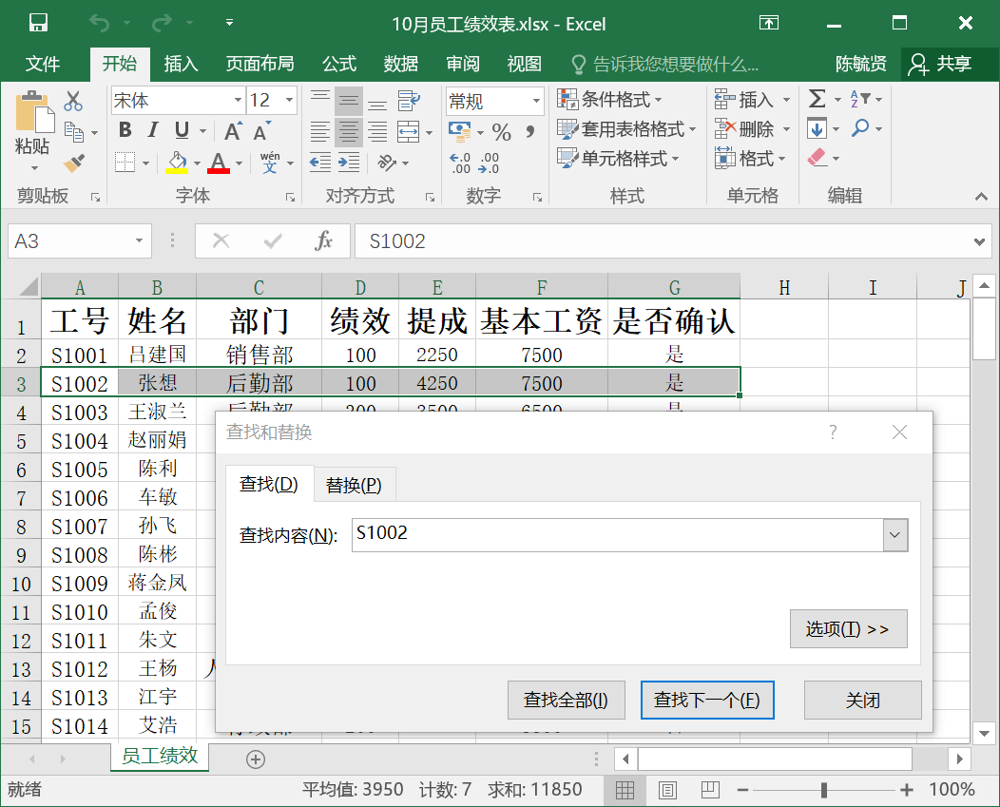 10月员工绩效表.xlsx - Excel
文件 开始 插入 页面布局 公式 数据 审阅 视图 告诉我您想要做什么... 陈毓贤 共享
宋体 12 常规 条件格式 插入
B I U A A % 套用表格格式 删除
粘贴 A wén 文 .00 .00 单元格样式 格式
剪贴板 字体 对齐方式 数字 样式 单元格 编辑
A3 fx S1002
A B C D E F G H I J
1 工号 姓名 部门 绩效 提成 基本工资 是否确认
2 S1001 吕建国 销售部 100 2250 7500 是
3 S1002 张想 后勤部 100 4250 7500 是
4 S1003 王淑兰 后勤部 200 3500 6500 是
5 S1004 赵丽娟
6 S1005 陈利
7 S1006 车敏
8 S1007 孙飞
9 S1008 陈彬
10 S1009 蒋金凤
11 S1010 孟俊
12 S1011 朱文
13 S1012 王杨 人
14 S1013 江宇
15 S1014 艾浩
查找和替换 ?
查找(D) 替换(P)
查找内容(N): S1002
选项(T) >>
查找全部(I) 查找下一个(F) 关闭
员工绩效
就绪 平均值: 3950 计数: 7 求和: 11850 100%